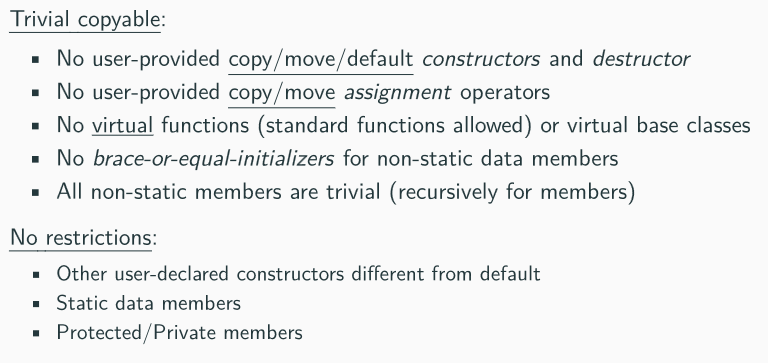 Trivial copyable:
▪ No user-provided copy/move/default constructors and destructor
▪ No user-provided copy/move assignment operators
▪ No virtual functions (standard functions allowed) or virtual base classes
▪ No brace-or-equal-initializers for non-static data members
▪ All non-static members are trivial (recursively for members)
No restrictions:
▪ Other user-declared constructors different from default
▪ Static data members
▪ Protected/Private members